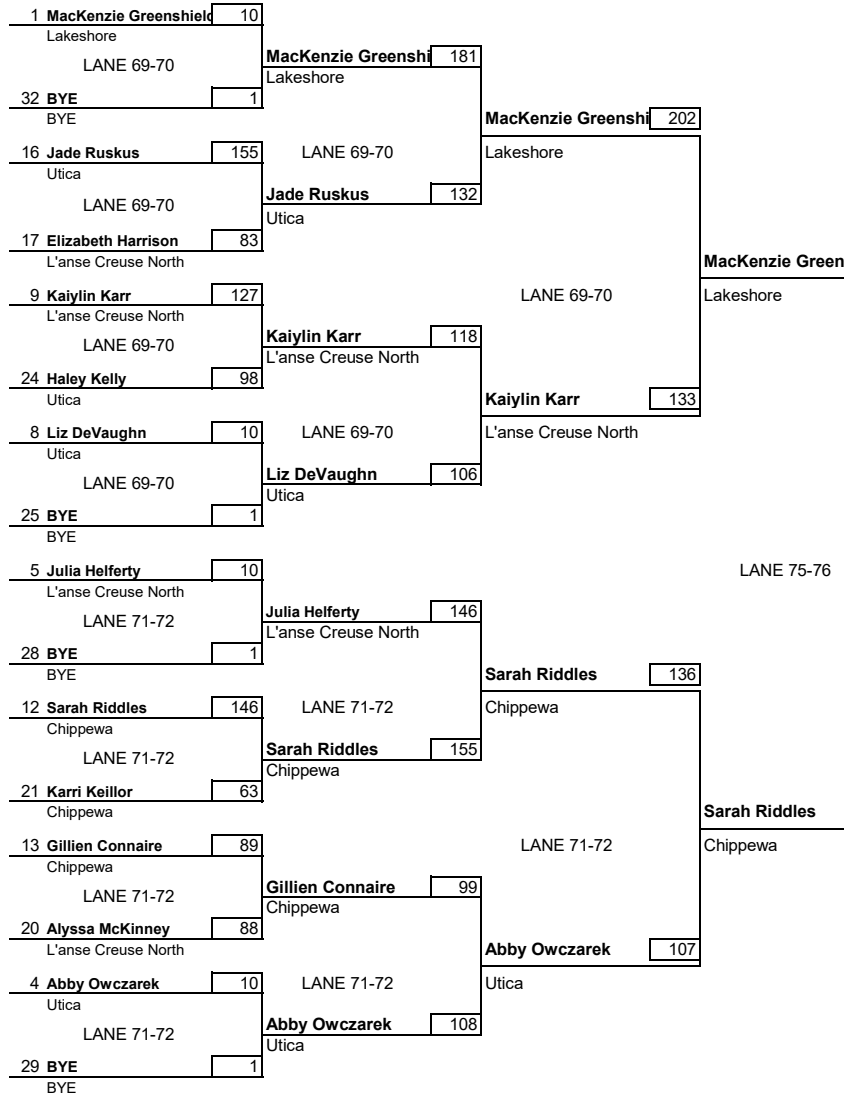 1 MacKenzie Greenshield 10
Lakeshore
MacKenzie Greenshi 181
LANE 69-70
Lakeshore
32 BYE 1
BYE
MacKenzie Greenshi 202
16 Jade Ruskus 155
LANE 69-70
Lakeshore
Utica
Jade Ruskus 132
LANE 69-70
Utica
17 Elizabeth Harrison 83
L'anse Creuse North
MacKenzie Green
9 Kaiylin Karr 127
LANE 69-70
Lakeshore
L'anse Creuse North
Kaiylin Karr 118
LANE 69-70
L'anse Creuse North
24 Haley Kelly 98
Utica
Kaiylin Karr 133
8 Liz DeVaughn 10
LANE 69-70
L'anse Creuse North
Utica
Liz DeVaughn 106
LANE 69-70
Utica
25 BYE 1
BYE
5 Julia Helferty 10
LANE 75-76
L'anse Creuse North
Julia Helferty 146
LANE 71-72
L'anse Creuse North
28 BYE 1
BYE
Sarah Riddles 136
12 Sarah Riddles 146
LANE 71-72
Chippewa
Chippewa
Sarah Riddles 155
LANE 71-72
Chippewa
21 Karri Keillor 63
Chippewa
Sarah Riddles
13 Gillien Connaire 89
LANE 71-72
Chippewa
Chippewa
Gillien Connaire 99
LANE 71-72
Chippewa
20 Alyssa McKinney 88
L'anse Creuse North
Abby Owczarek 107
4 Abby Owczarek 10
LANE 71-72
Utica
Utica
Abby Owczarek 108
LANE 71-72
Utica
29 BYE 1
BYE